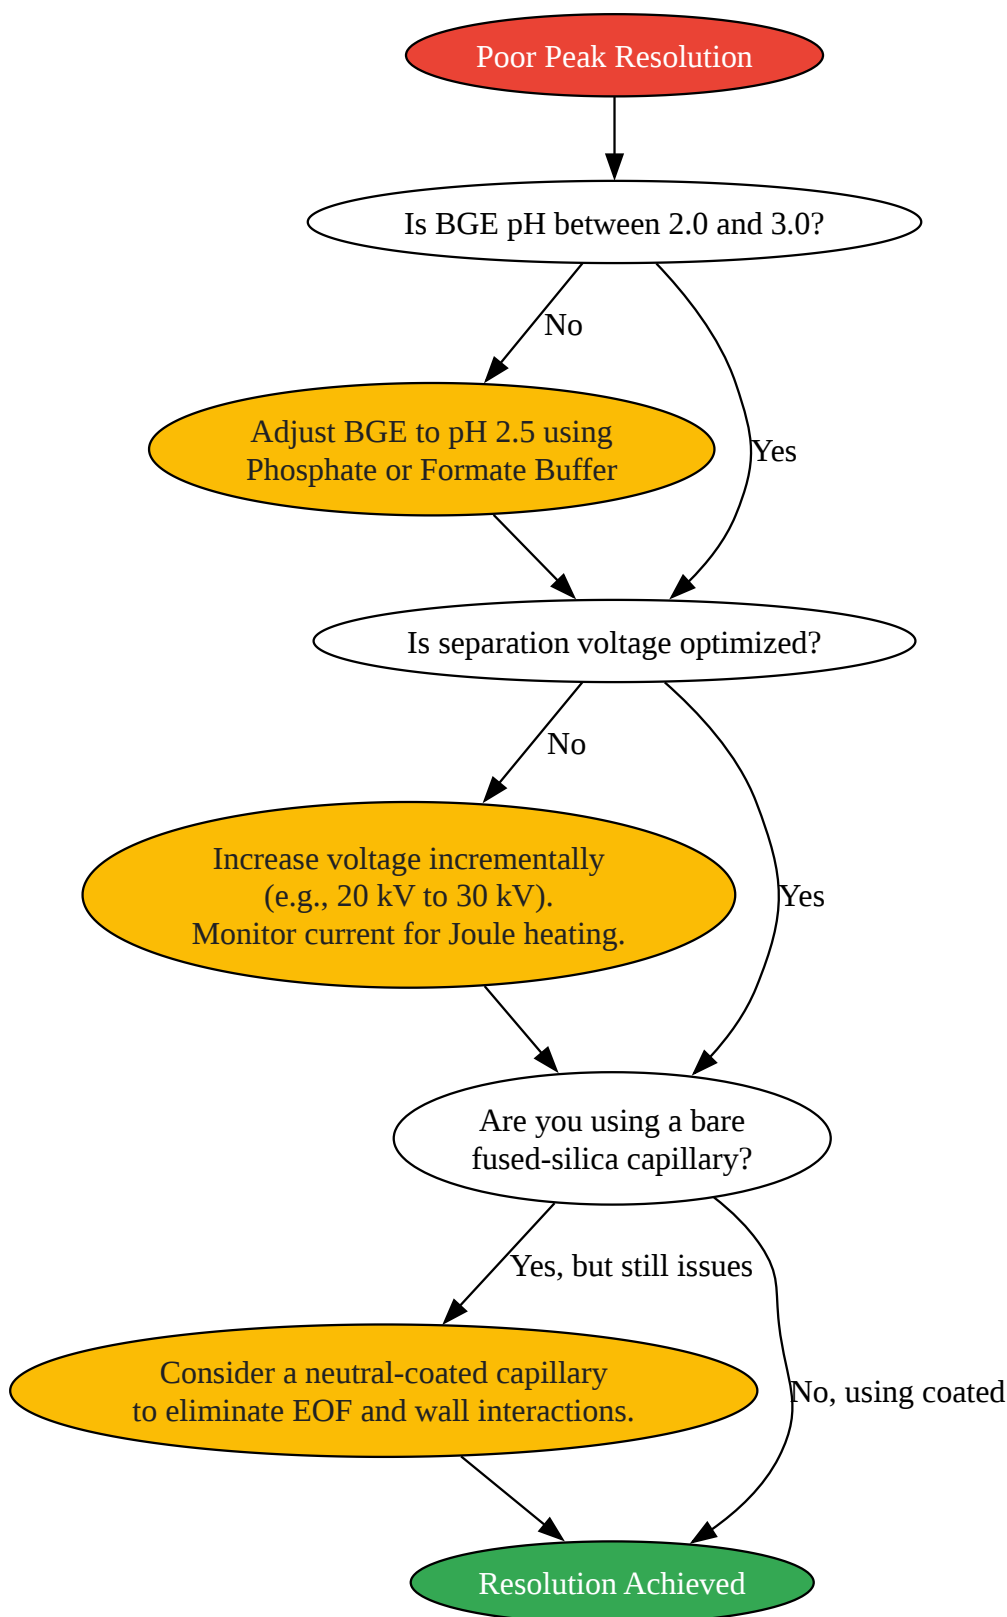 Poor Peak Resolution
Is BGE pH between 2.0 and 3.0?
No
Adjust BGE to pH 2.5 using
Phosphate or Formate Buffer
Yes
Is separation voltage optimized?
No
Increase voltage incrementally
(e.g., 20 kV to 30 kV).
Monitor current for Joule heating.
Yes
Are you using a bare
fused-silica capillary?
Yes, but still issues
Consider a neutral-coated capillary
to eliminate EOF and wall interactions.
No, using coated
Resolution Achieved